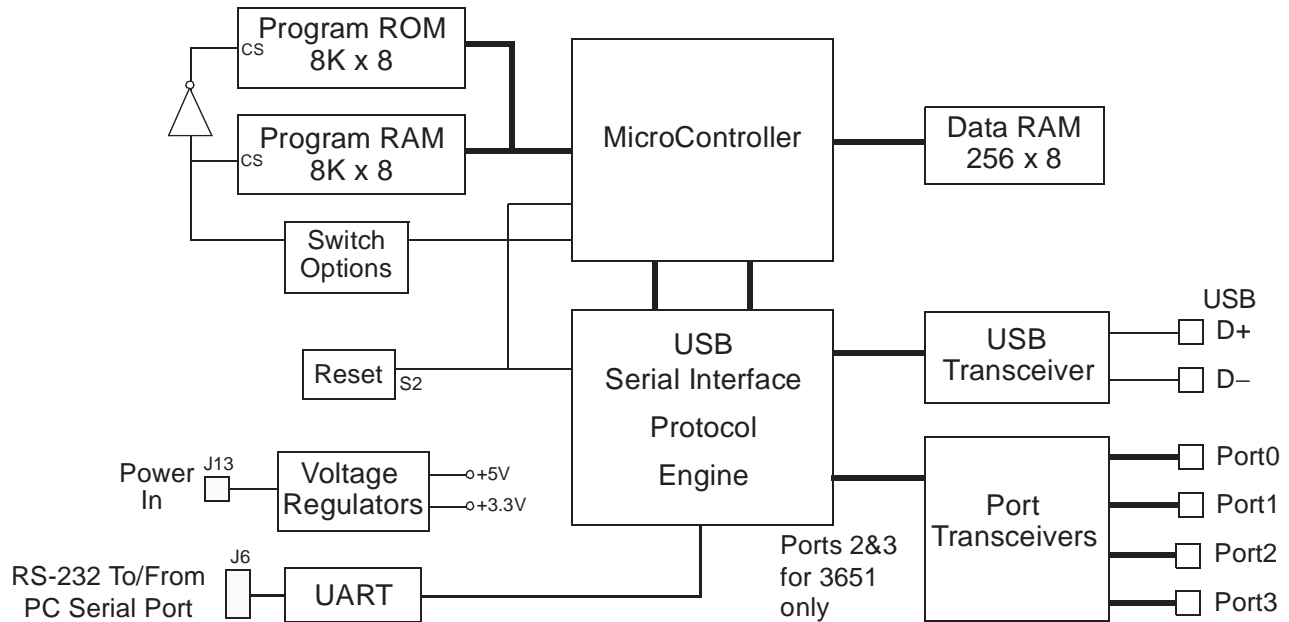 Program ROM
8K x 8
CS
Program RAM
8K x 8
CS
MicroController
Data RAM
256 x 8
Switch
Options
Reset
S2
USB
Serial Interface
Protocol
Engine
USB
Transceiver
USB
D+
D−
Power
In
J13
Voltage
Regulators
+5V
+3.3V
Port
Transceivers
Port0
Port1
Port2
Port3
Ports 2&3
for 3651
only
RS-232 To/From
PC Serial Port
J6
UART